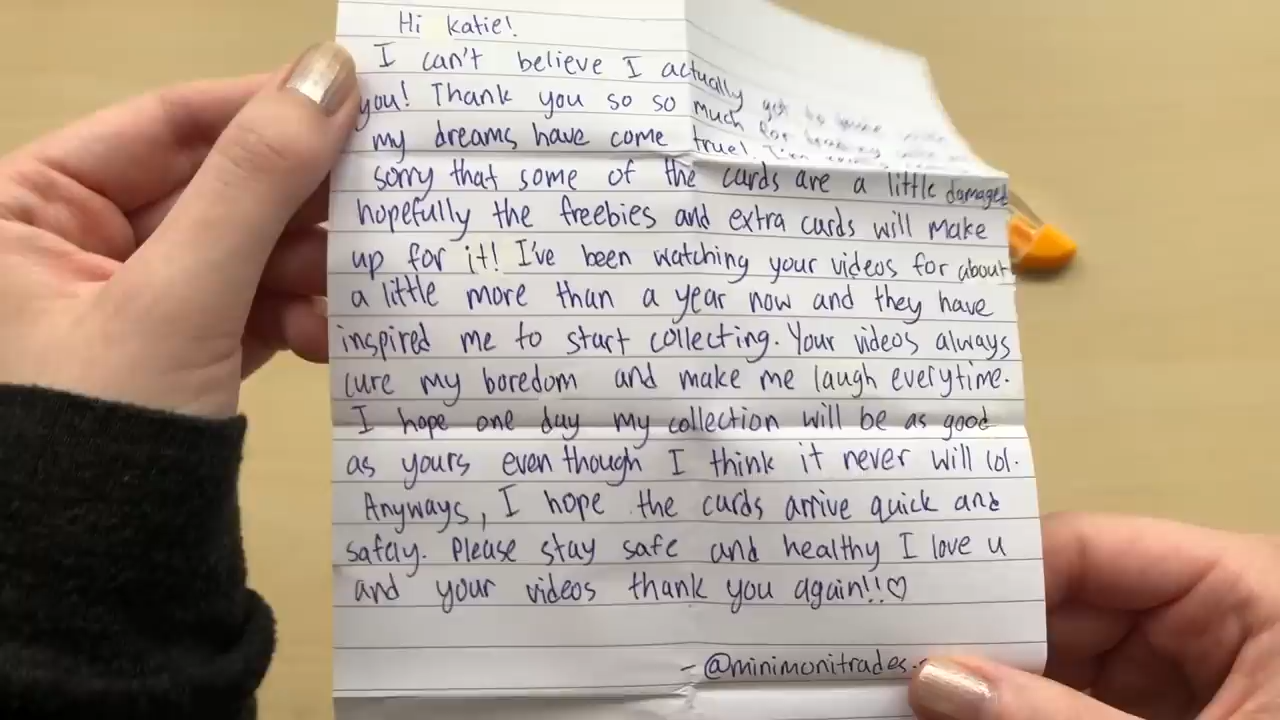 Hi katie!
I can't believe I actually got to
you! Thank you so so much for
my dreams have come true! I'm
sorry that some of the cards are a little damaged
hopefully the freebies and extra cards will make
up for it! I've been watching your videos for about
a little more than a year now and they have
inspired me to start collecting. Your videos always
cure my boredom and make me laugh everytime.
I hope one day my collection will be as good
as yours even though I think it never will lol.
Anyways, I hope the cards arrive quick and
safely. Please stay safe and healthy I love u
and your videos thank you again!!♡
- @minimonitrades.